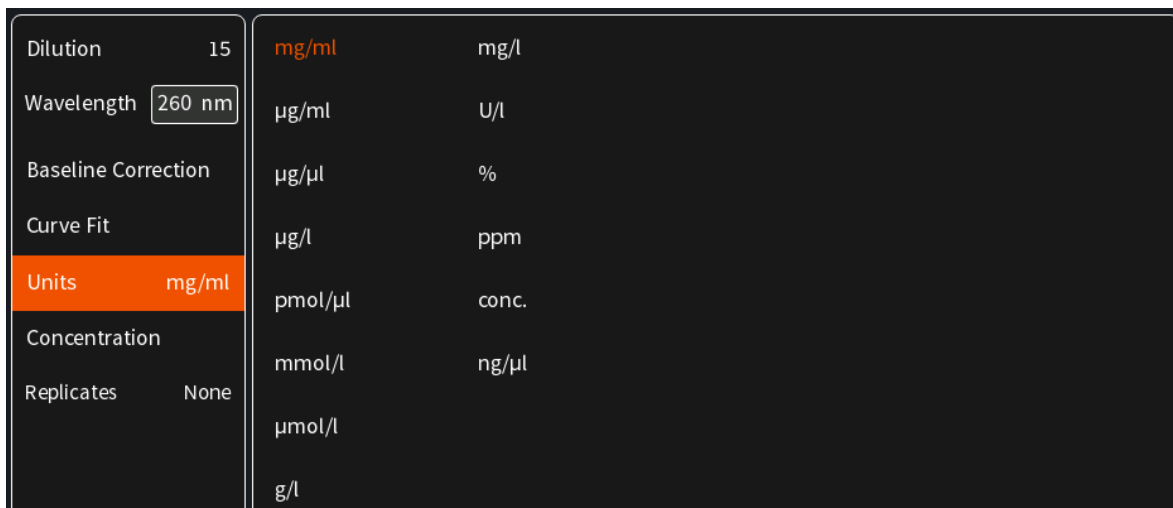 Dilution 15
Wavelength 260 nm
Baseline Correction
Curve Fit
Units mg/ml
Concentration
Replicates None
mg/ml
µg/ml
µg/µl
µg/l
pmol/µl
mmol/l
µmol/l
g/l
mg/l
U/l
%
ppm
conc.
ng/µl